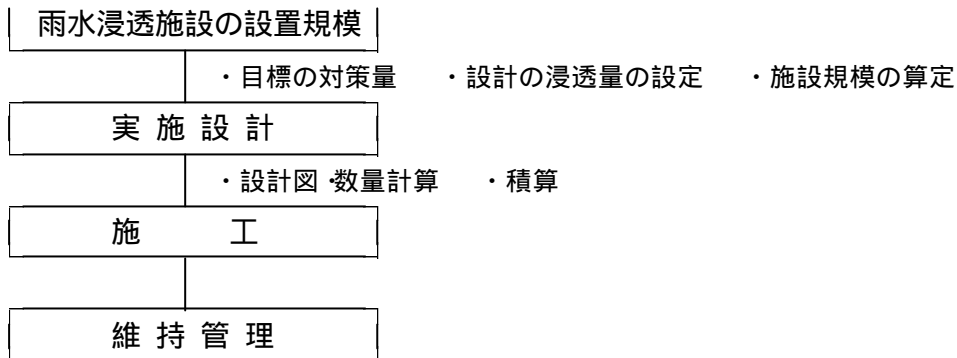 雨水浸透施設の設置規模
・目標の対策量 ・設計の浸透量の設定 ・施設規模の算定
実施設計
・設計図・数量計算 ・積算
施 工
維持管理